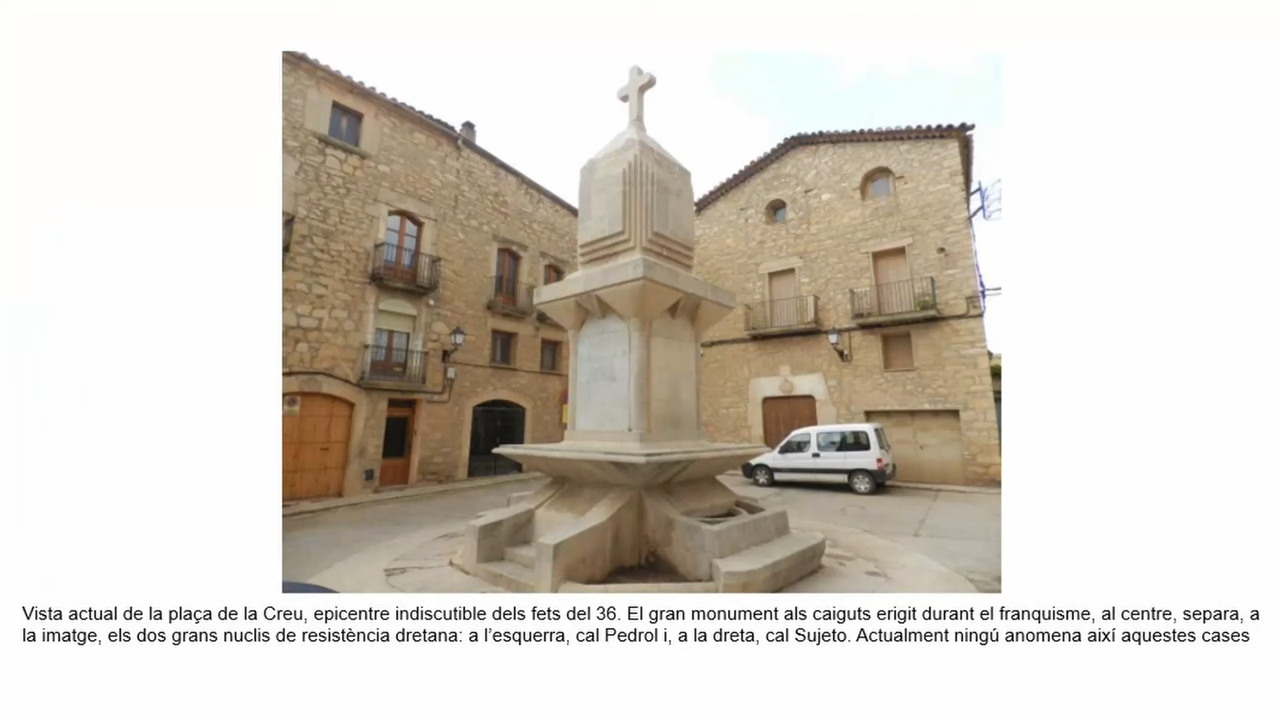 Vista actual de la plaça de la Creu, epicentre indiscutible dels fets del 36. El gran monument als caiguts erigit durant el franquisme, al centre, separa, a
la imatge, els dos grans nuclis de resistència dretana: a l’esquerra, cal Pedrol i, a la dreta, cal Sujeto. Actualment ningú anomena així aquestes cases